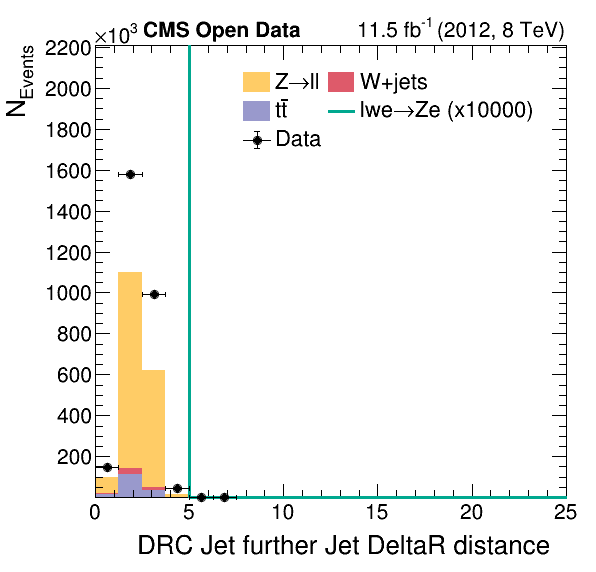 ×10³ CMS Open Data 11.5 fb⁻¹ (2012, 8 TeV)
N_Events
2200
2000
1800
1600
1400
1200
1000
800
600
400
200
Z→ll W+jets
tt̄ lwe→Ze (x10000)
Data
0 5 10 15 20 25
DRC Jet further Jet DeltaR distance